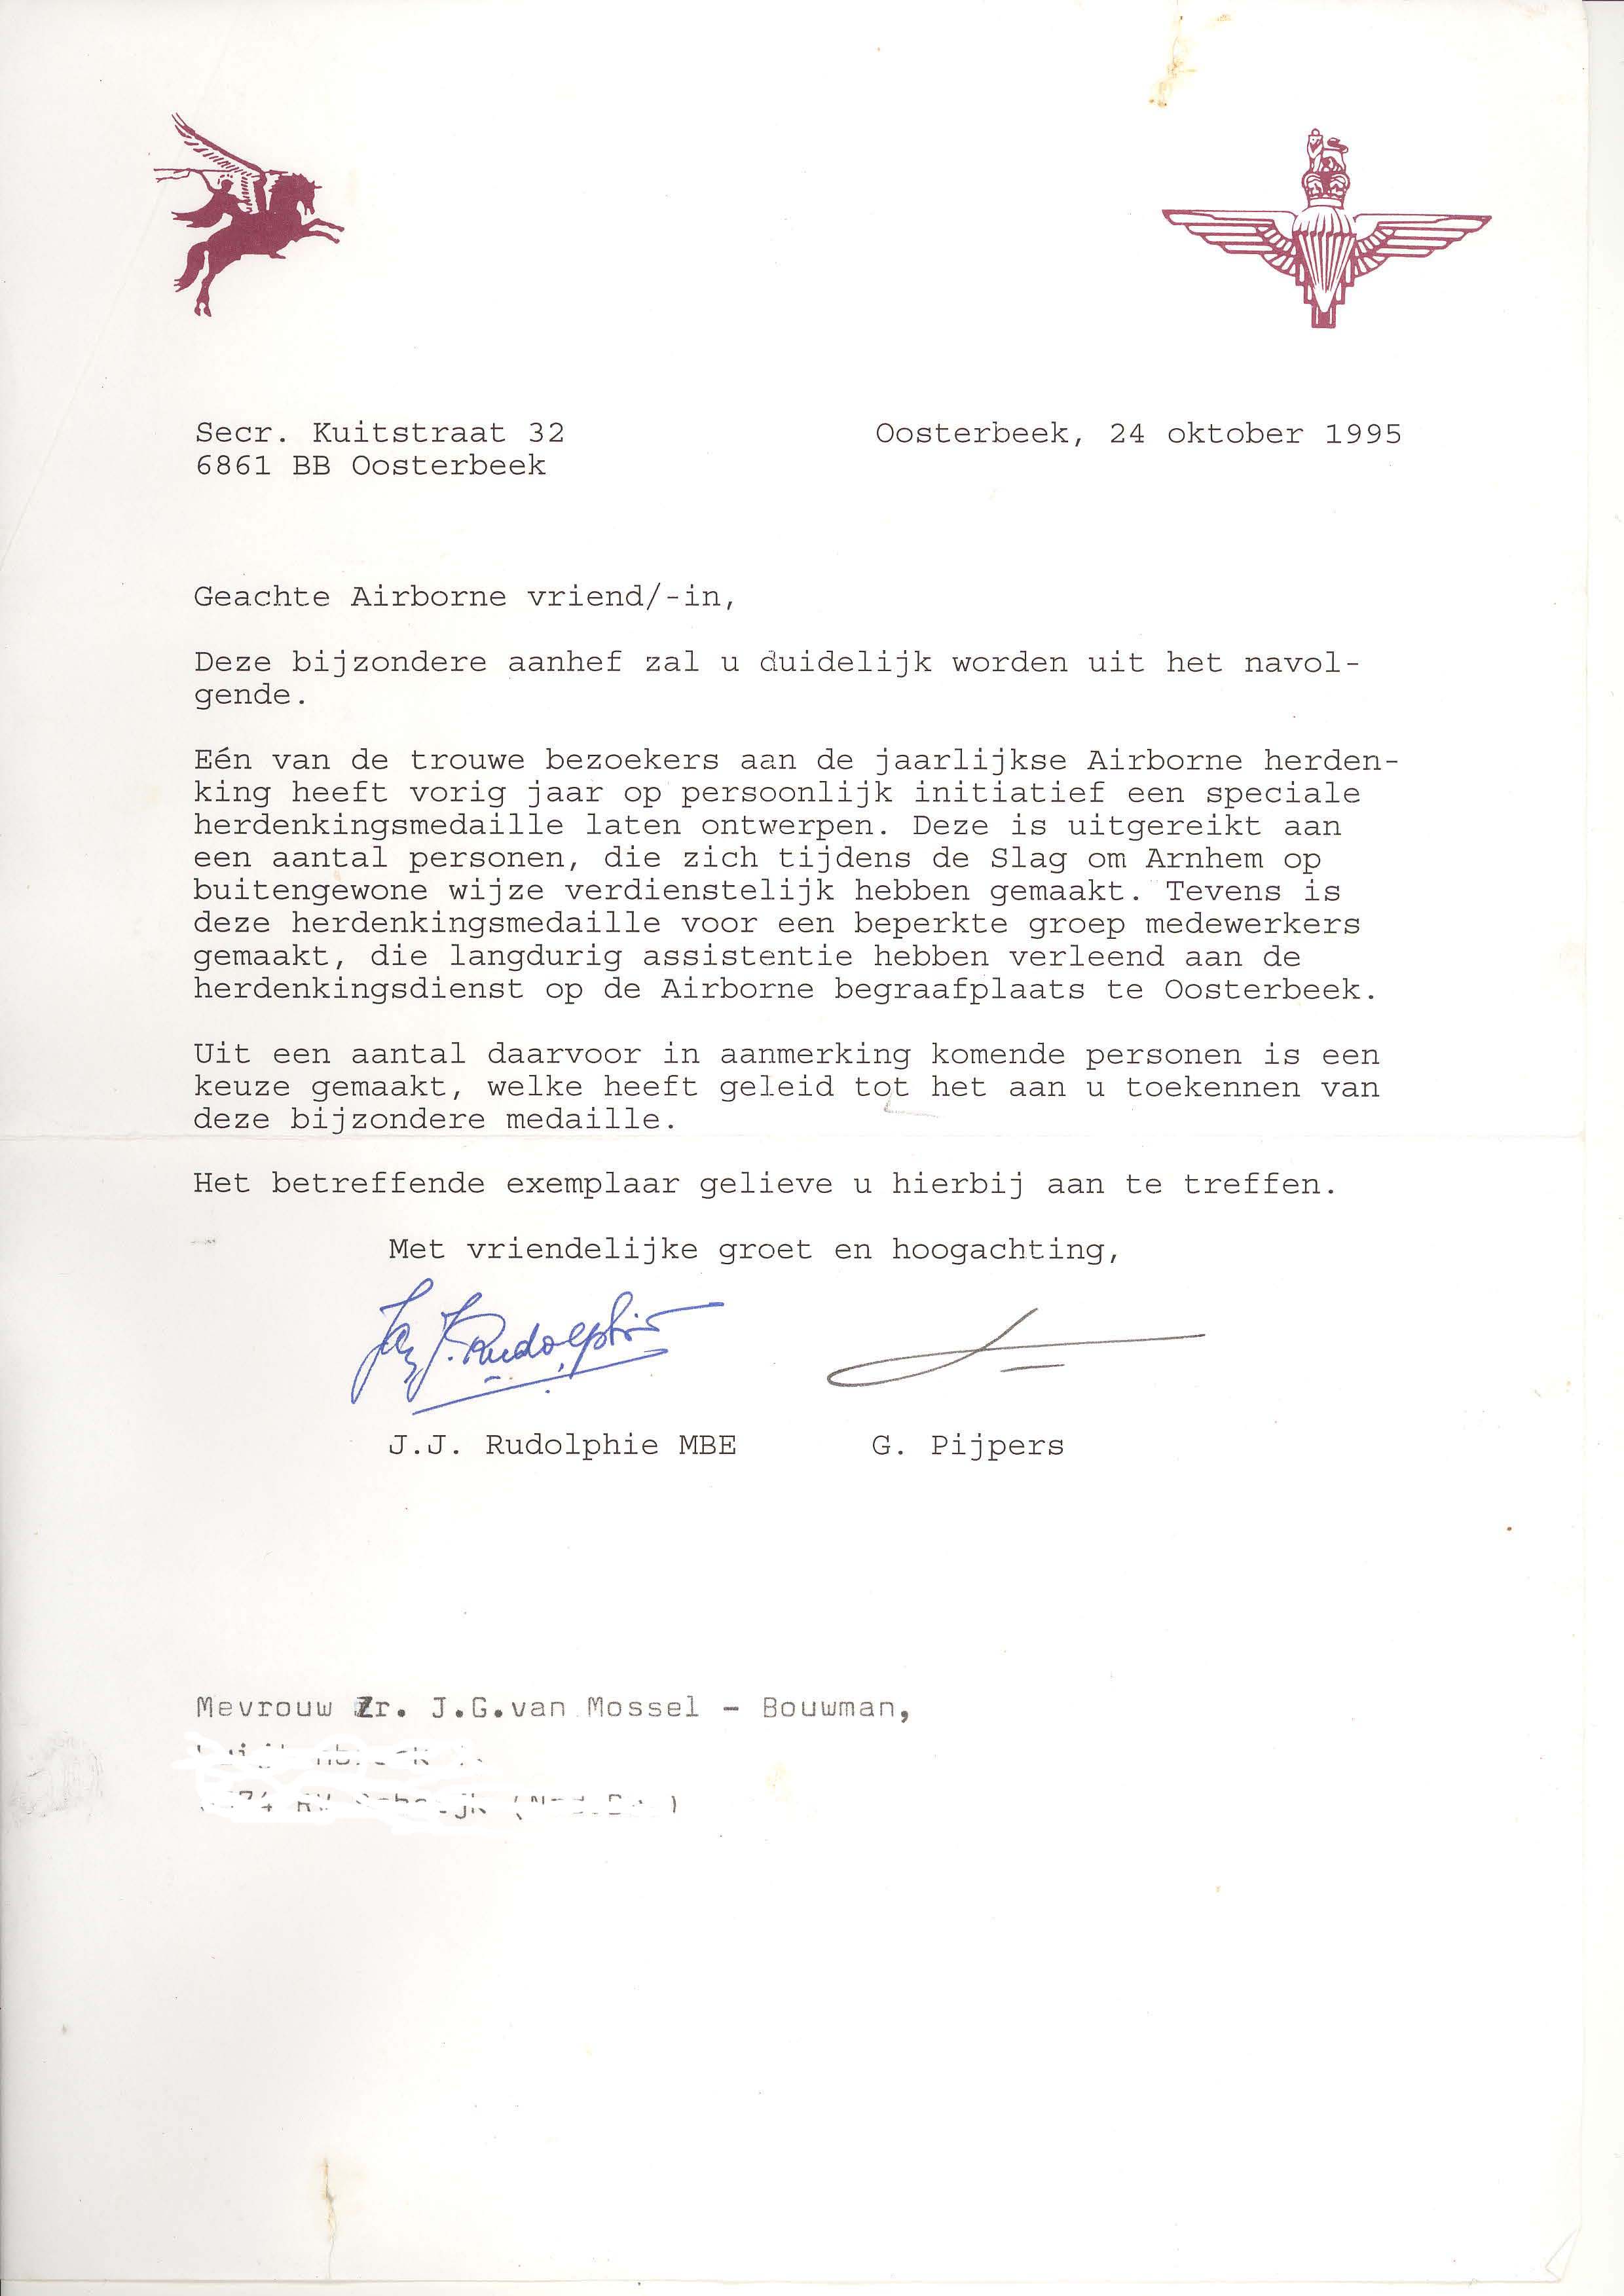 Secr. Kuitstraat 32
6861 BB Oosterbeek
Oosterbeek, 24 oktober 1995
Geachte Airborne vriend/-in,
Deze bijzondere aanhef zal u duidelijk worden uit het navol-
gende.
Eén van de trouwe bezoekers aan de jaarlijkse Airborne herden-
king heeft vorig jaar op persoonlijk initiatief een speciale
herdenkingsmedaille laten ontwerpen. Deze is uitgereikt aan
een aantal personen, die zich tijdens de Slag om Arnhem op
buitengewone wijze verdienstelijk hebben gemaakt. Tevens is
deze herdenkingsmedaille voor een beperkte groep medewerkers
gemaakt, die langdurig assistentie hebben verleend aan de
herdenkingsdienst op de Airborne begraafplaats te Oosterbeek.
Uit een aantal daarvoor in aanmerking komende personen is een
keuze gemaakt, welke heeft geleid tot het aan u toekennen van
deze bijzondere medaille.
Het betreffende exemplaar gelieve u hierbij aan te treffen.
Met vriendelijke groet en hoogachting,
J. Rudolphie
J.J. Rudolphie MBE
G. Pijpers
Mevrouw Zr. J.G.van Mossel - Bouwman,